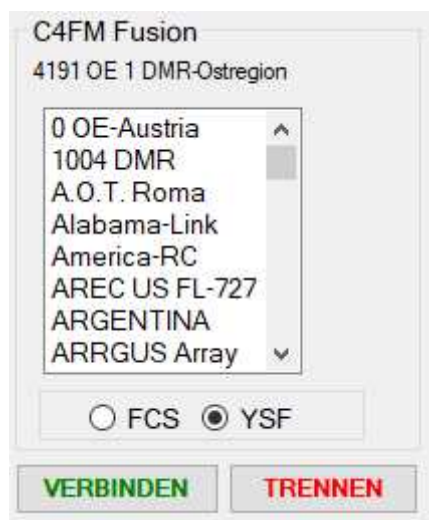 C4FM Fusion
4191 OE 1 DMR-Ostregion
0 OE-Austria
1004 DMR
A.O.T. Roma
Alabama-Link
America-RC
AREC US FL-727
ARGENTINA
ARRGUS Array
FCS YSF
VERBINDEN TRENNEN